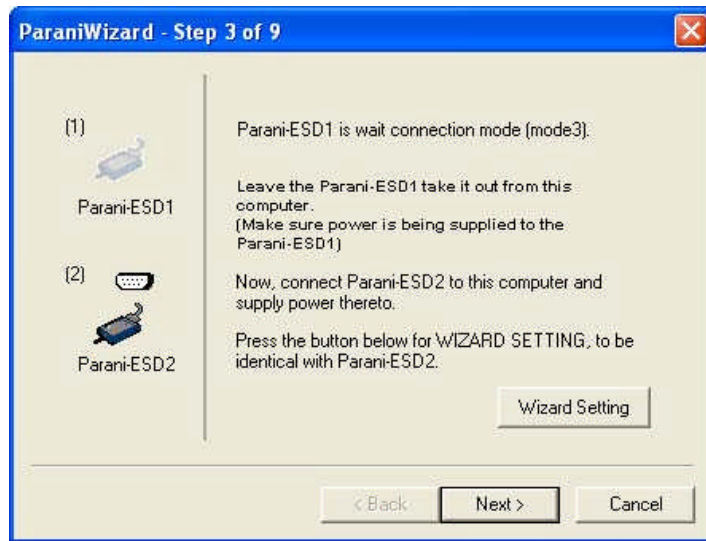 ParaniWizard - Step 3 of 9
(1)
Parani-ESD1
(2)
Parani-ESD2
Parani-ESD1 is wait connection mode (mode3).
Leave the Parani-ESD1 take it out from this
computer.
(Make sure power is being supplied to the
Parani-ESD1)
Now, connect Parani-ESD2 to this computer and
supply power thereto.
Press the button below for WIZARD SETTING, to be
identical with Parani-ESD2.
Wizard Setting
< Back
Next >
Cancel